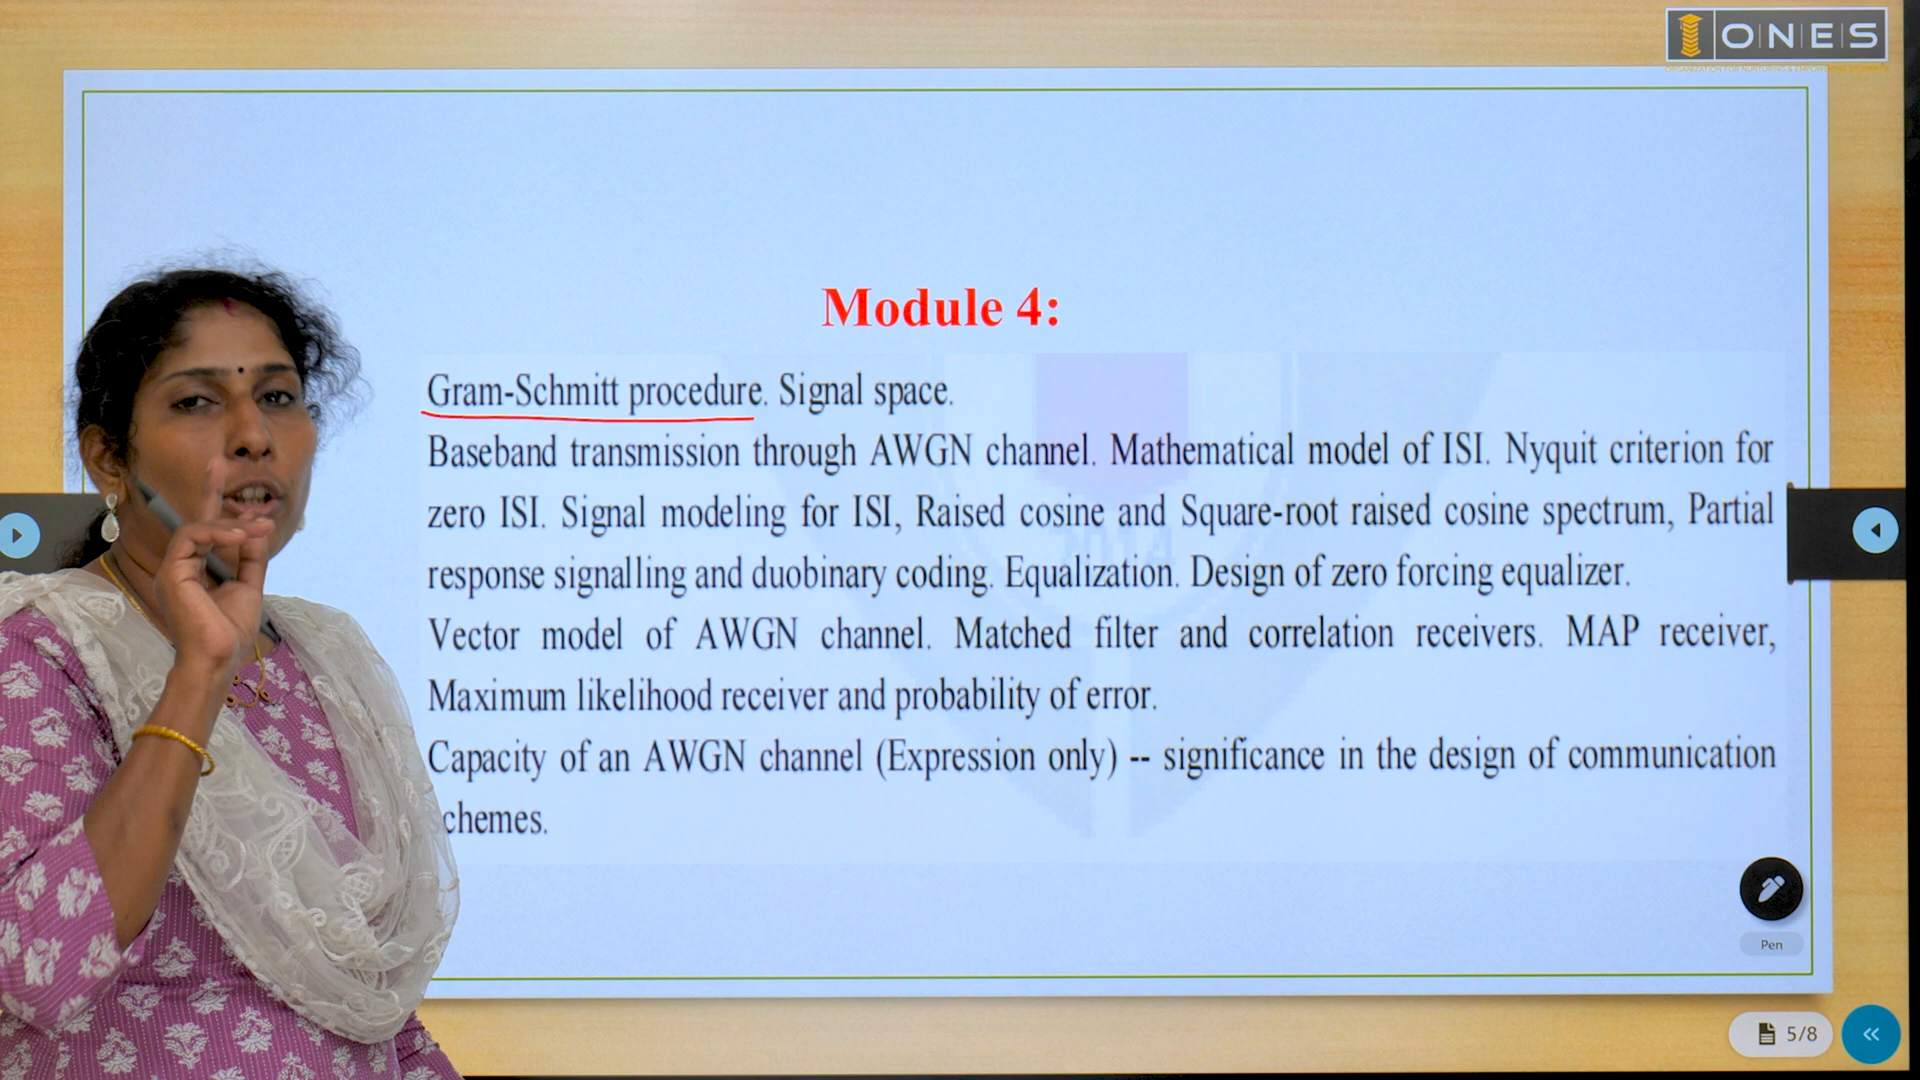 ONES
Module 4:
Gram-Schmitt procedure. Signal space.
Baseband transmission through AWGN channel. Mathematical model of ISI. Nyquit criterion for
zero ISI. Signal modeling for ISI, Raised cosine and Square-root raised cosine spectrum, Partial
response signalling and duobinary coding. Equalization. Design of zero forcing equalizer.
Vector model of AWGN channel. Matched filter and correlation receivers. MAP receiver,
Maximum likelihood receiver and probability of error.
Capacity of an AWGN channel (Expression only) -- significance in the design of communication
chemes.
Pen
5/8